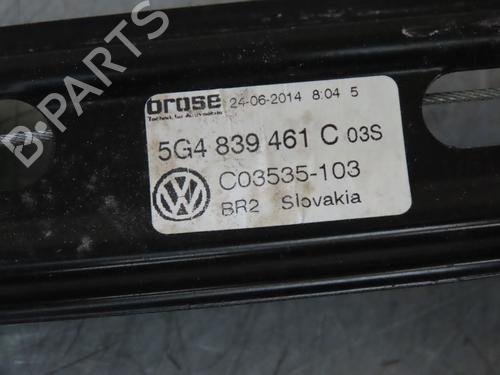 B-PARTS
brose 24-06-2014 8:04 5
5G4 839 461 C 03S
C03535-103
BR2 Slovakia